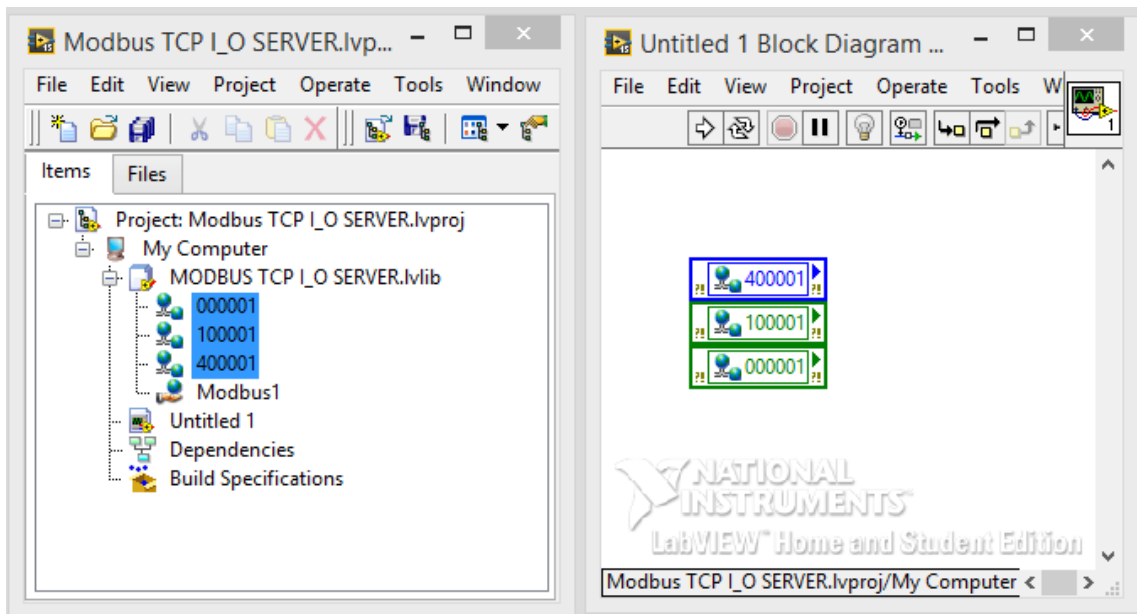 Modbus TCP I_O SERVER.lvp...
File Edit View Project Operate Tools Window
Items Files
Project: Modbus TCP I_O SERVER.lvproj
My Computer
MODBUS TCP I_O SERVER.lvlib
000001
100001
400001
Modbus1
Untitled 1
Dependencies
Build Specifications
Untitled 1 Block Diagram ...
File Edit View Project Operate Tools W
1
400001
100001
000001
NATIONAL
INSTRUMENTS™
LabVIEW™ Home and Student Edition
Modbus TCP I_O SERVER.lvproj/My Computer